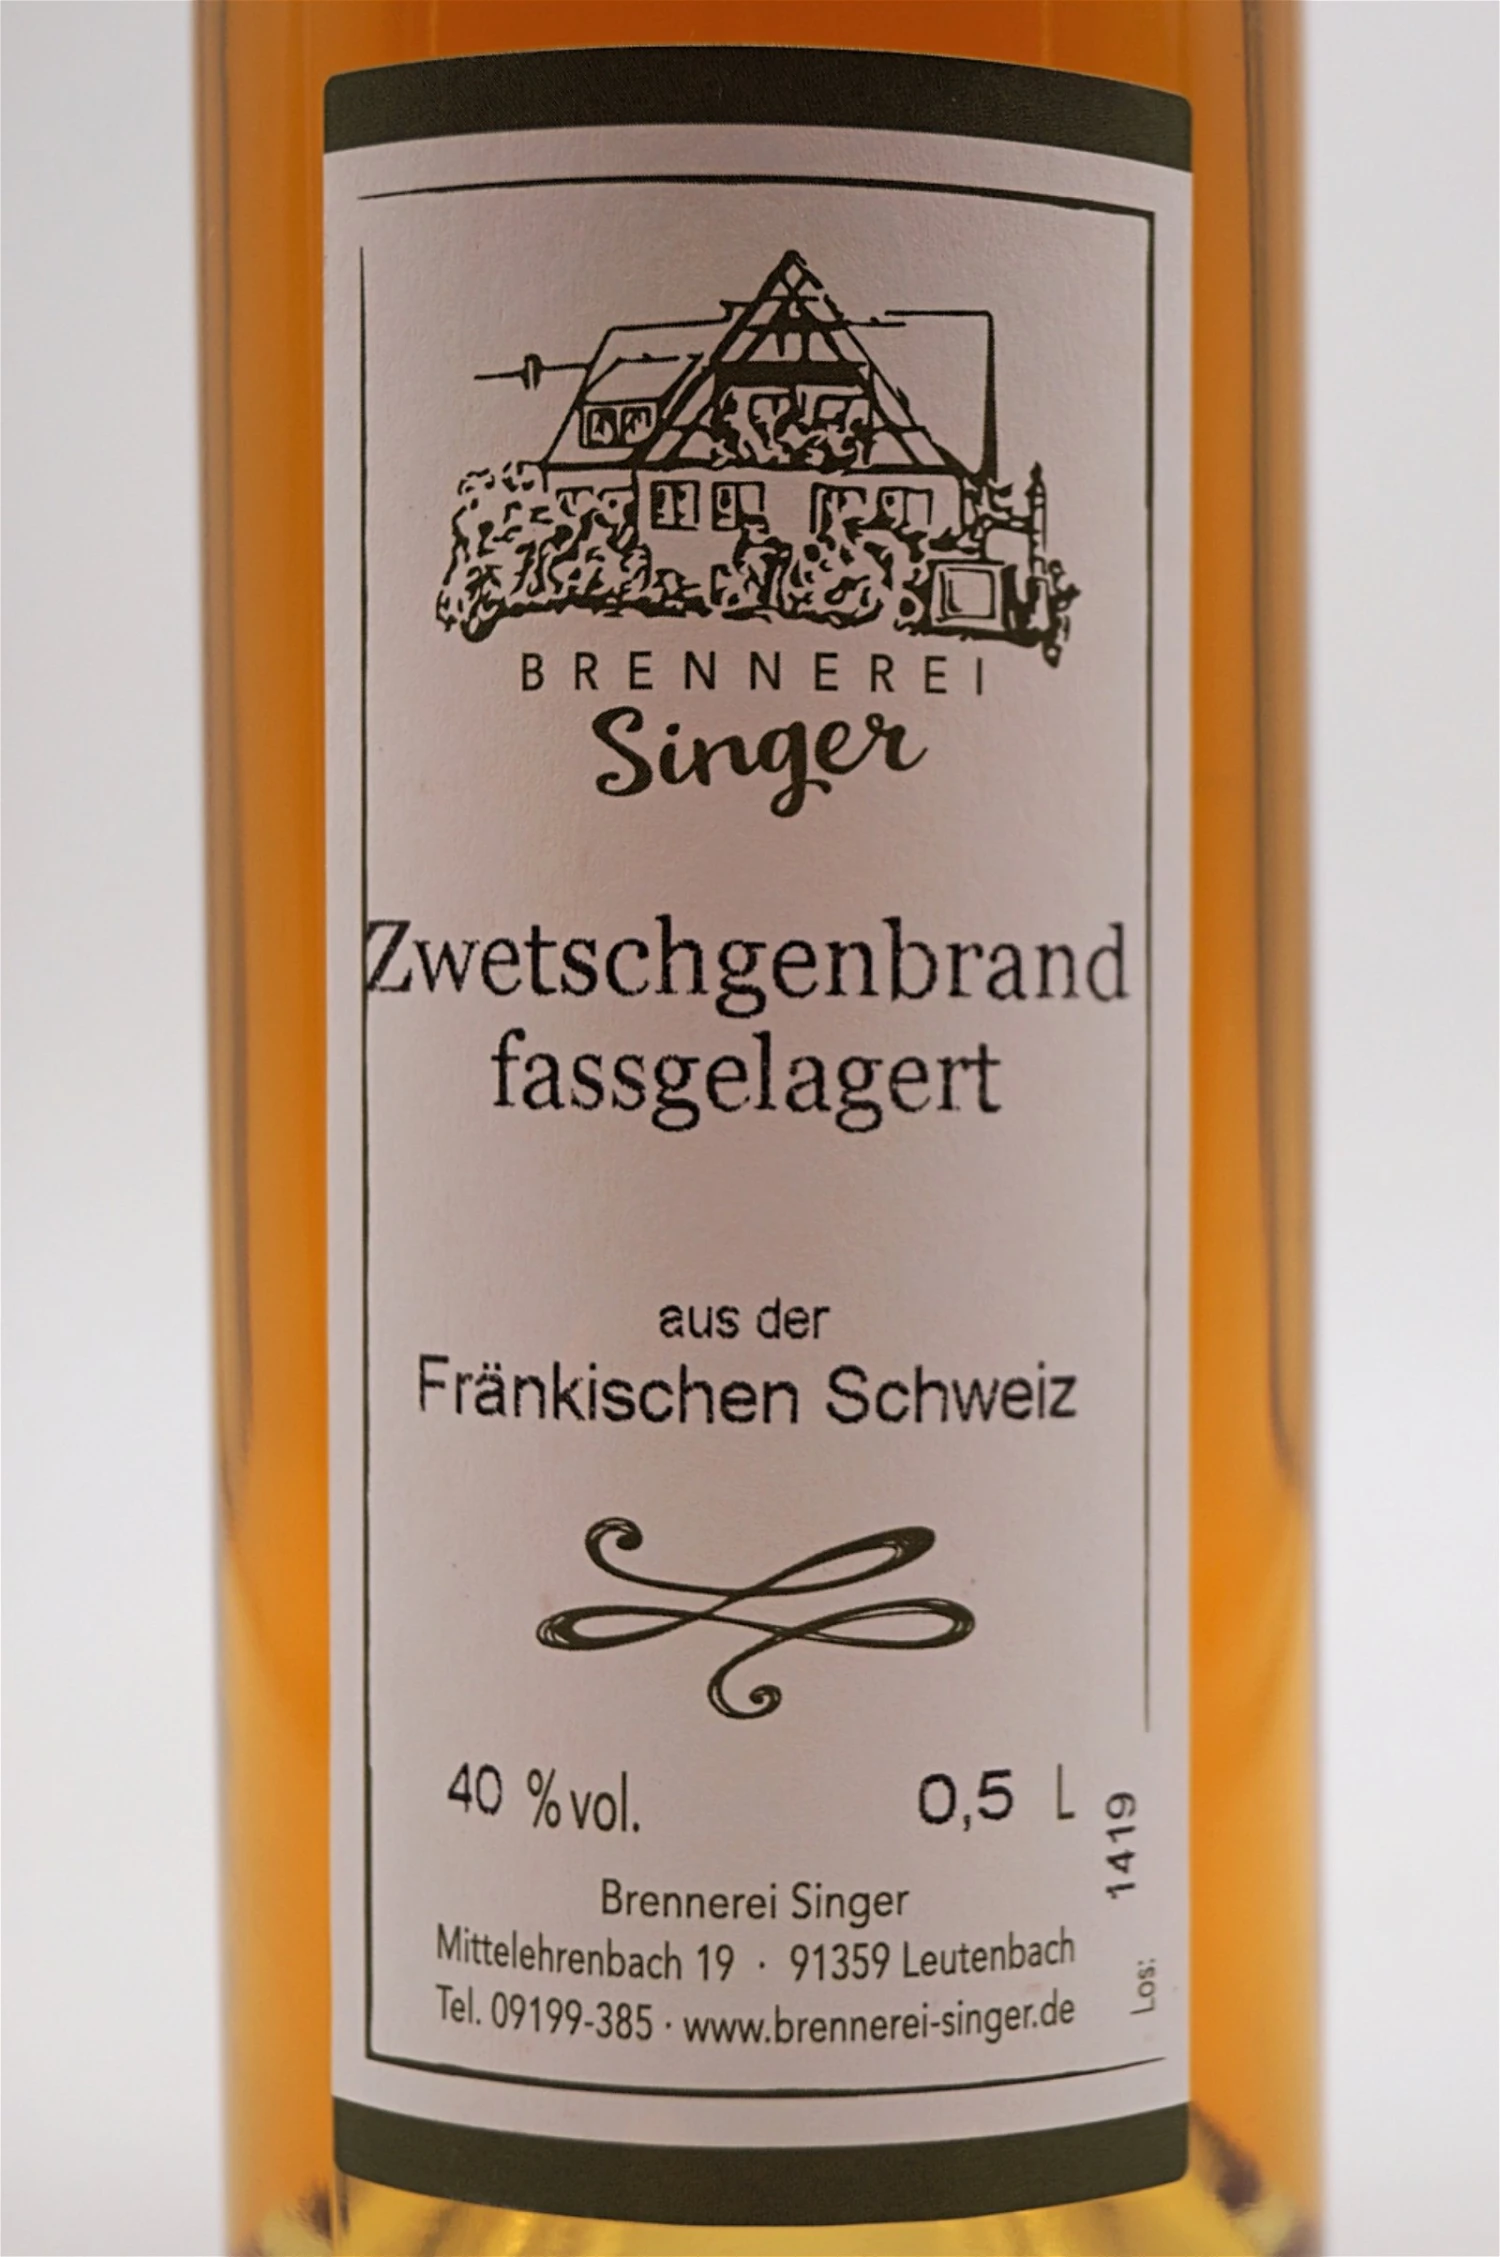 BRENNEREI
Singer
Zwetschgenbrand
fassgelagert
aus der
Fränkischen Schweiz
40 % vol. 0,5 L
Brennerei Singer
Mittelehrenbach 19 · 91359 Leutenbach
Tel. 09199-385 · www.brennerei-singer.de
Los: 1419